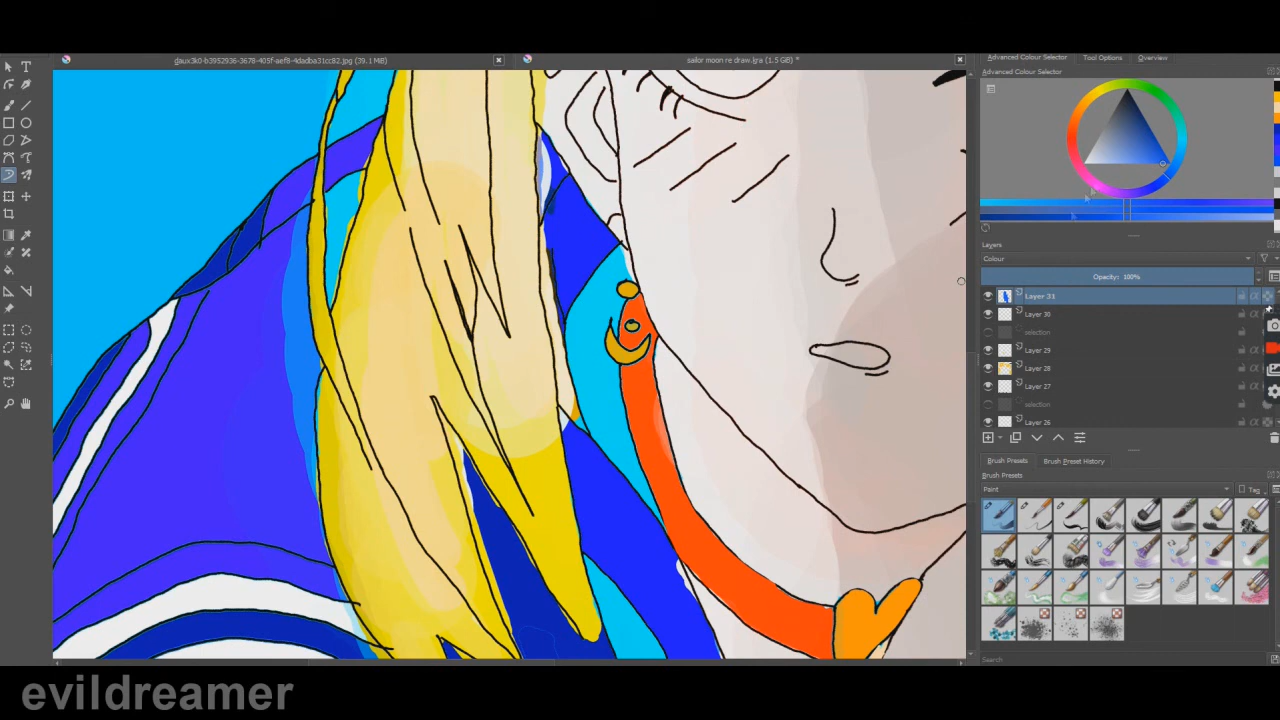 daux3k0-b3952936-3678-405f-aef8-4dadba31cc82.jpg (39.1 MiB)
sailor moon re draw.kra (1.5 GiB) *
Advanced Colour Selector
Tool Options
Overview
Advanced Colour Selector
Layers
Colour
Opacity: 100%
Layer 31
Layer 30
selection
Layer 29
Layer 28
Layer 27
selection
Layer 26
Brush Presets
Brush Preset History
Brush Presets
Paint
Tag
Search
evildreamer